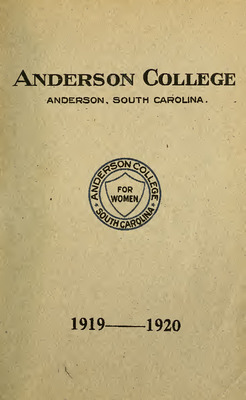 ANDERSON COLLEGE
ANDERSON, SOUTH CAROLINA.
ANDERSON COLLEGE
FOR
WOMEN
SOUTH CAROLINA
1919——1920